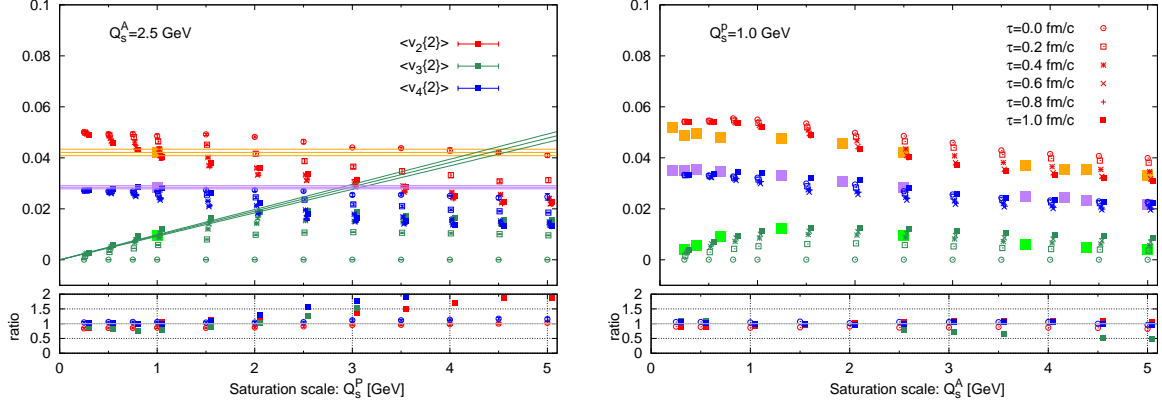 0.1
0.08
0.06
0.04
0.02
0
Q_s^A=2.5 GeV
<v_2{2}>
<v_3{2}>
<v_4{2}>
2
1.5
1
0.5
0
ratio
0 1 2 3 4 5
Saturation scale: Q_s^P [GeV]
0.1
0.08
0.06
0.04
0.02
0
Q_s^p=1.0 GeV
τ=0.0 fm/c
τ=0.2 fm/c
τ=0.4 fm/c
τ=0.6 fm/c
τ=0.8 fm/c
τ=1.0 fm/c
2
1.5
1
0.5
0
ratio
0 1 2 3 4 5
Saturation scale: Q_s^A [GeV]